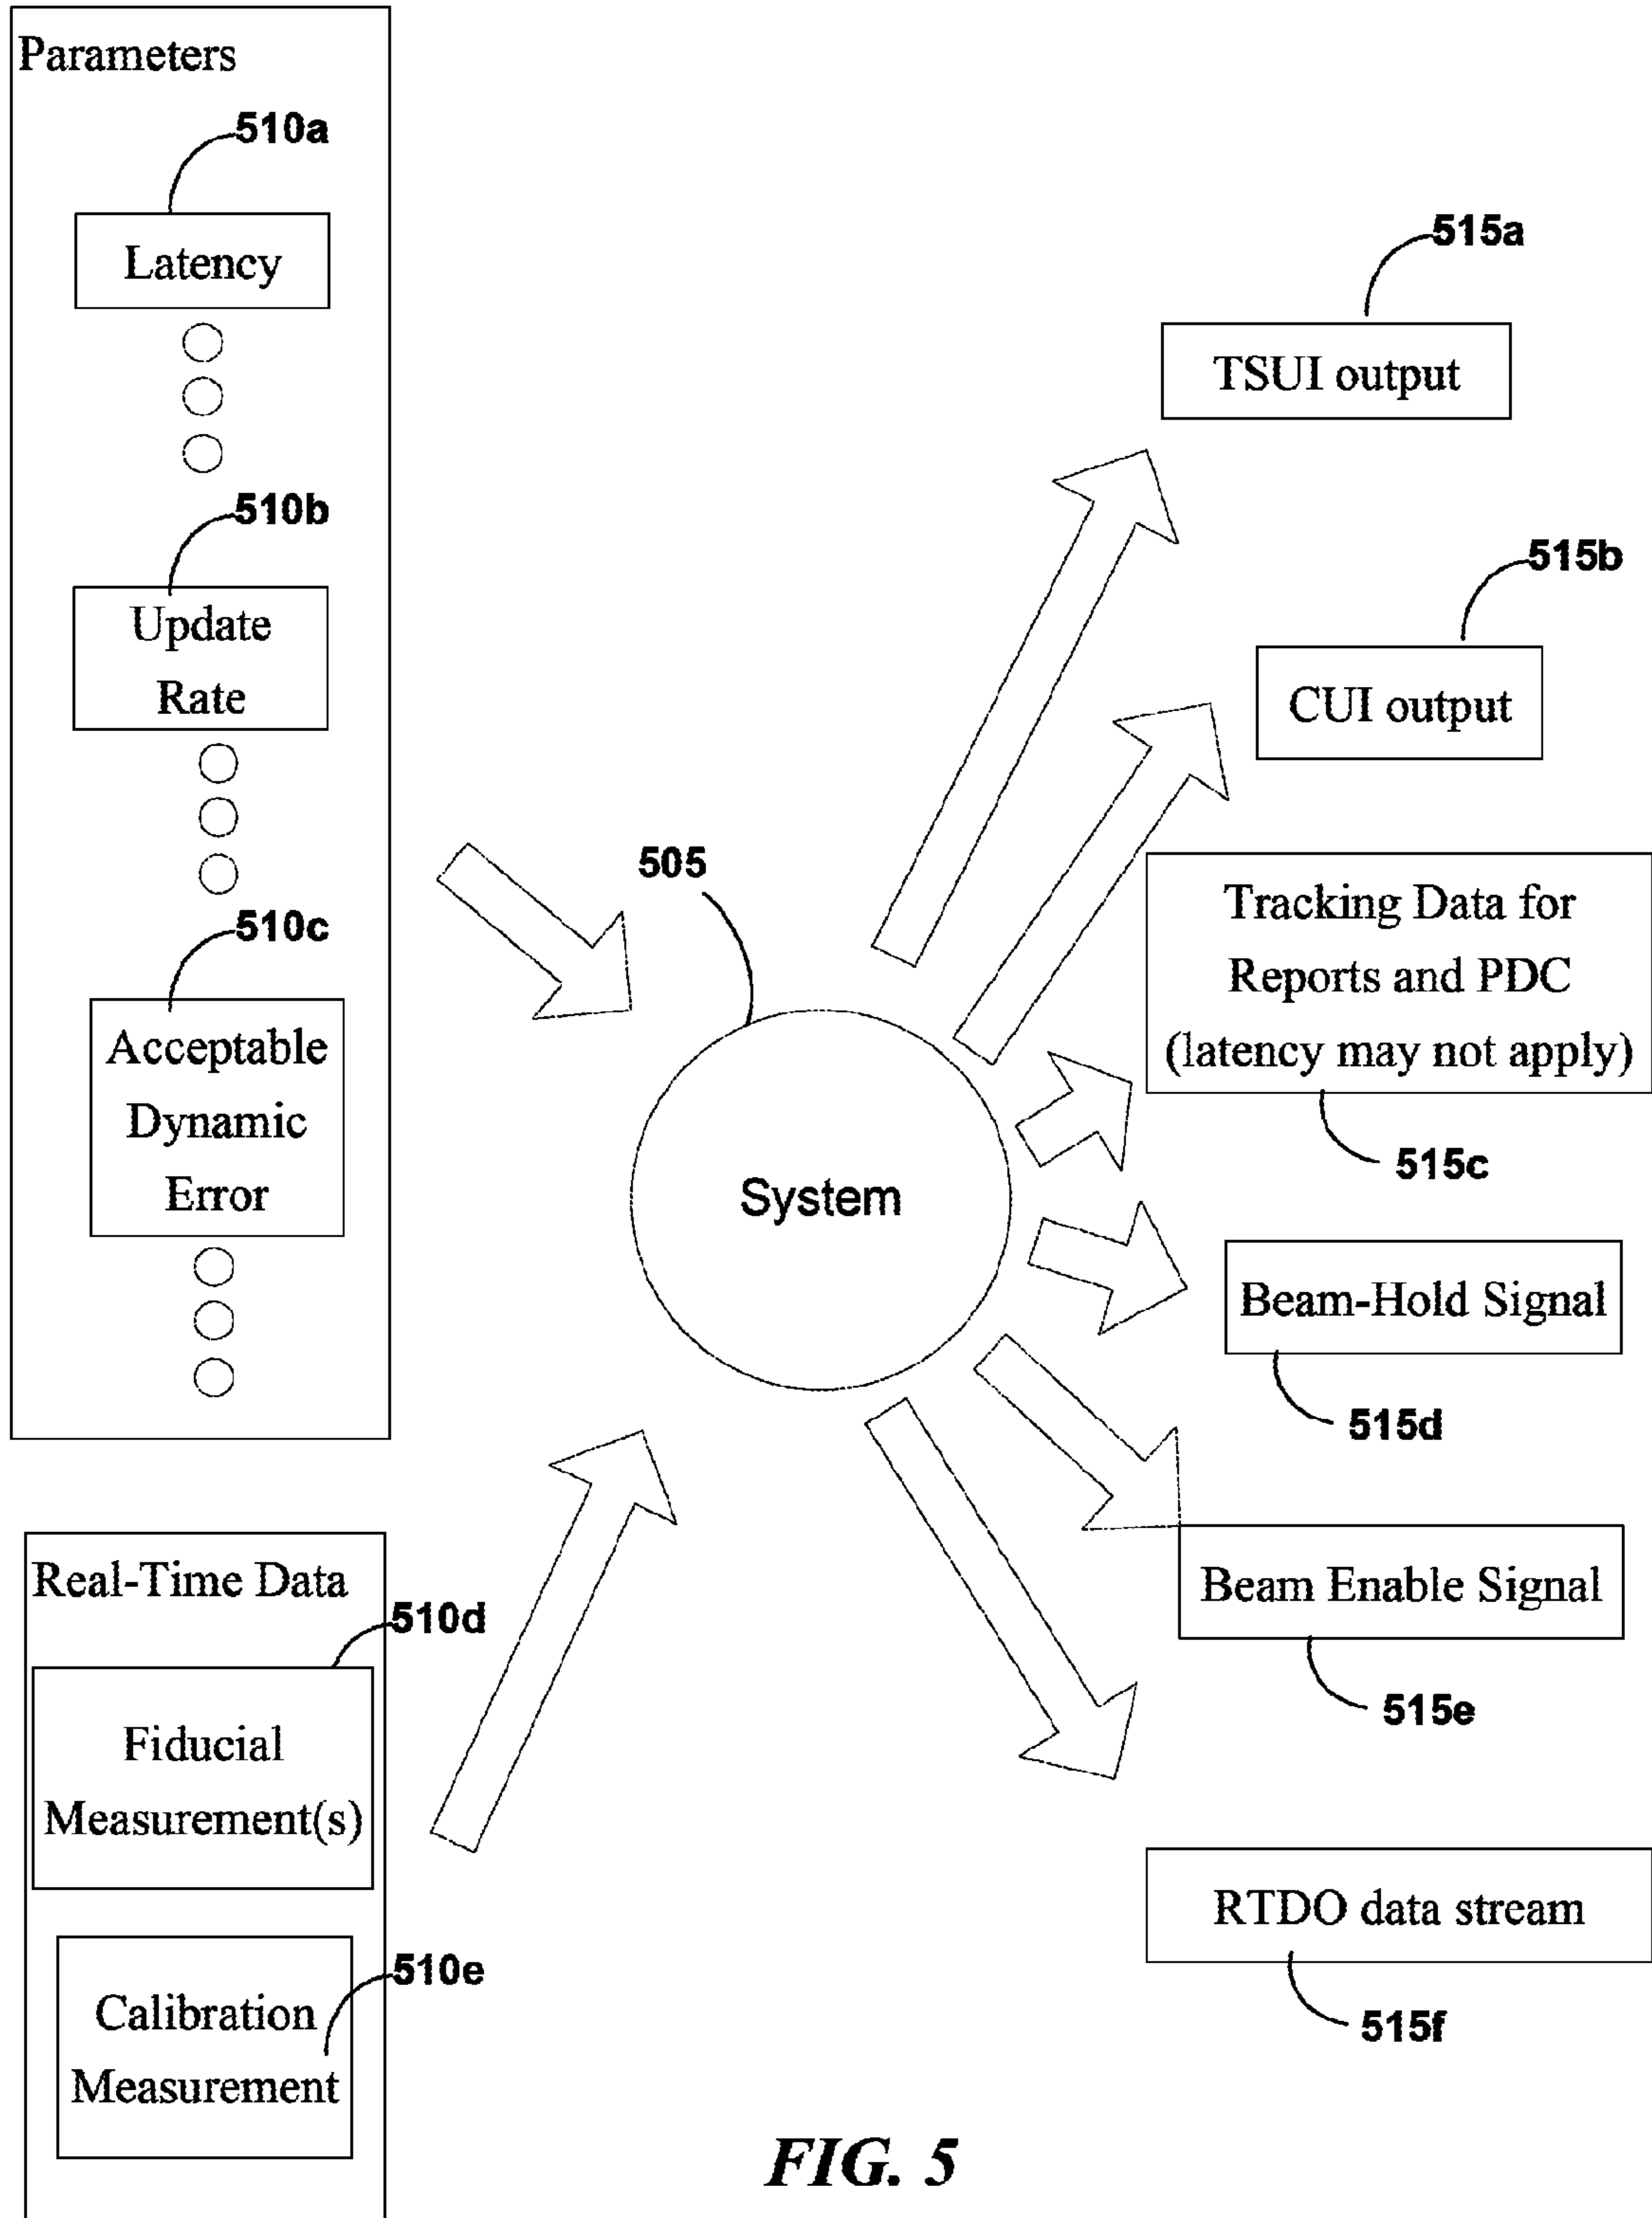 Parameters
510a
Latency
510b
Update
Rate
510c
Acceptable
Dynamic
Error
Real-Time Data
510d
Fiducial
Measurement(s)
510e
Calibration
Measurement
505
System
515a
TSUI output
515b
CUI output
Tracking Data for
Reports and PDC
(latency may not apply)
515c
Beam-Hold Signal
515d
Beam Enable Signal
515e
RTDO data stream
515f
FIG. 5